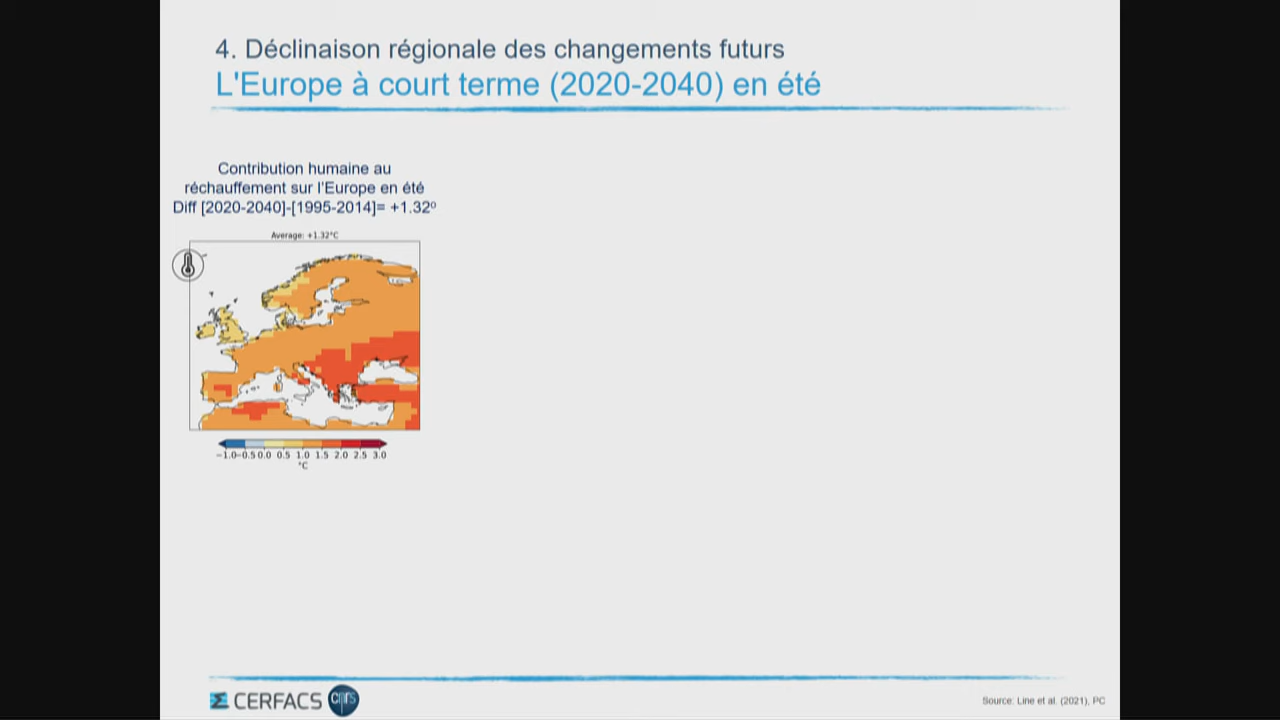 4. Déclinaison régionale des changements futurs
L'Europe à court terme (2020-2040) en été
Contribution humaine au
réchauffement sur l'Europe en été
Diff [2020-2040]-[1995-2014]= +1.32º
Average: +1.32°C
−1.0−0.5 0.0 0.5 1.0 1.5 2.0 2.5 3.0
°C
CERFACS cnrs
Source: Line et al. (2021), PC